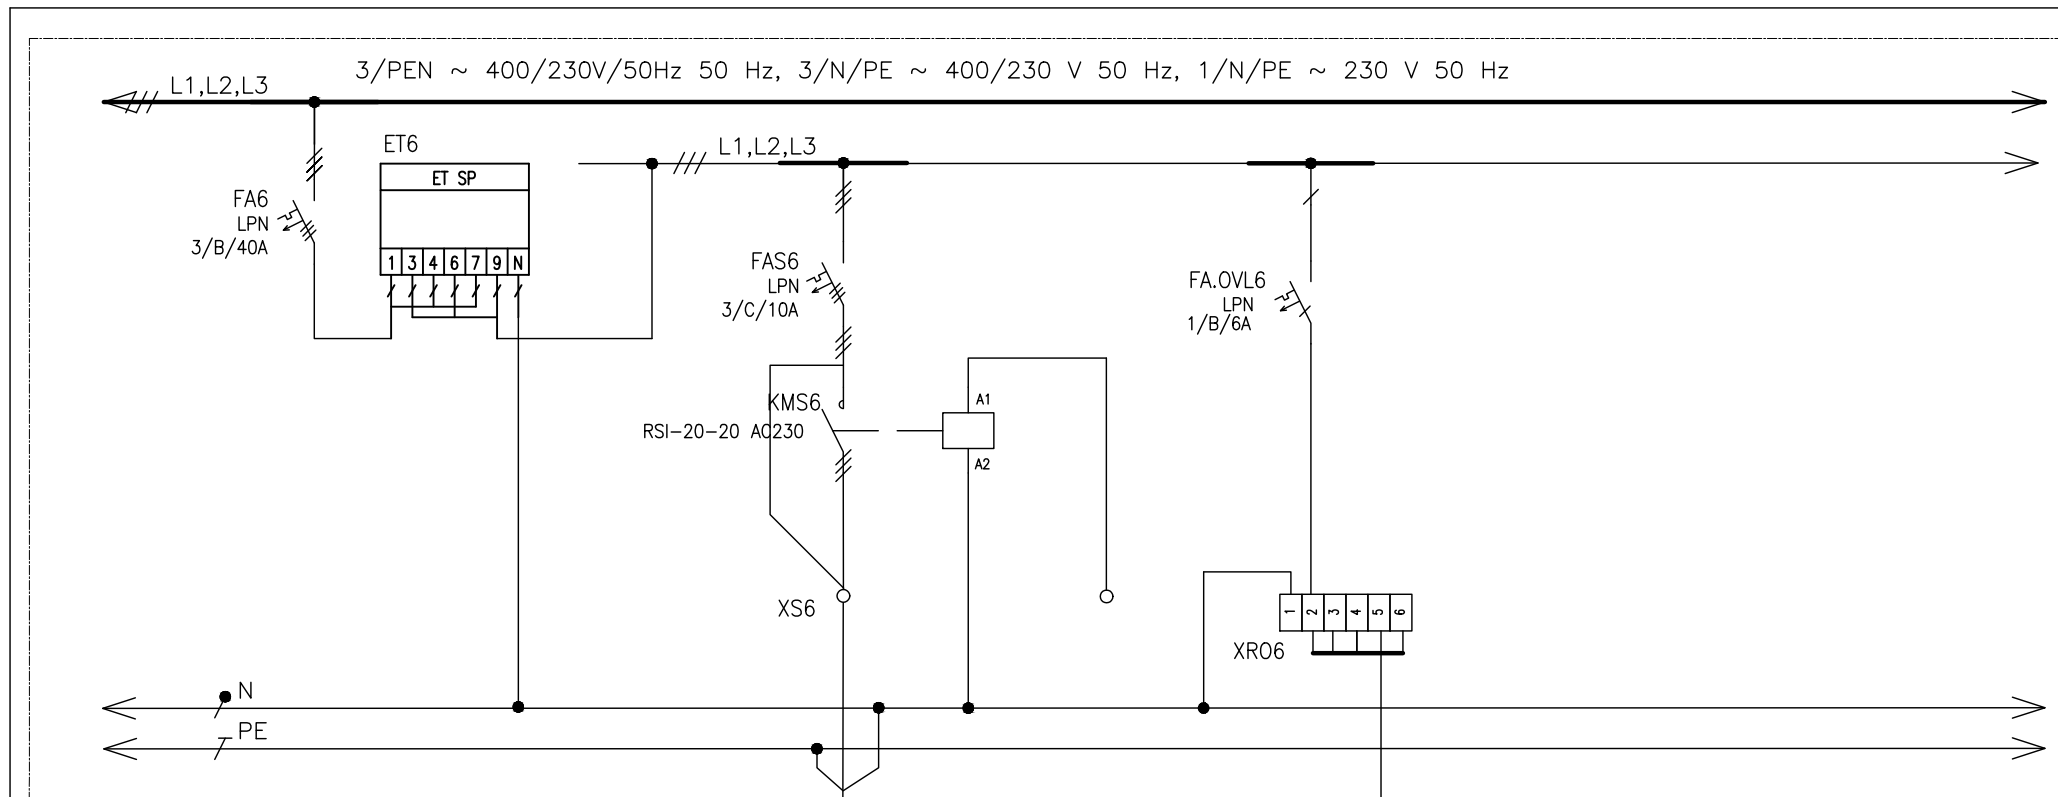 3/PEN ~ 400/230V/50Hz 50 Hz, 3/N/PE ~ 400/230 V 50 Hz, 1/N/PE ~ 230 V 50 Hz
L1,L2,L3
ET6
L1,L2,L3
ET SP
FA6
LPN
3/B/40A
1 3 4 6 7 9 N
FAS6
LPN
3/C/10A
FA.OVL6
LPN
1/B/6A
KMS6
A1
RSI-20-20 AC230
A2
XS6
1 2 3 4 5 6
XRO6
N
PE